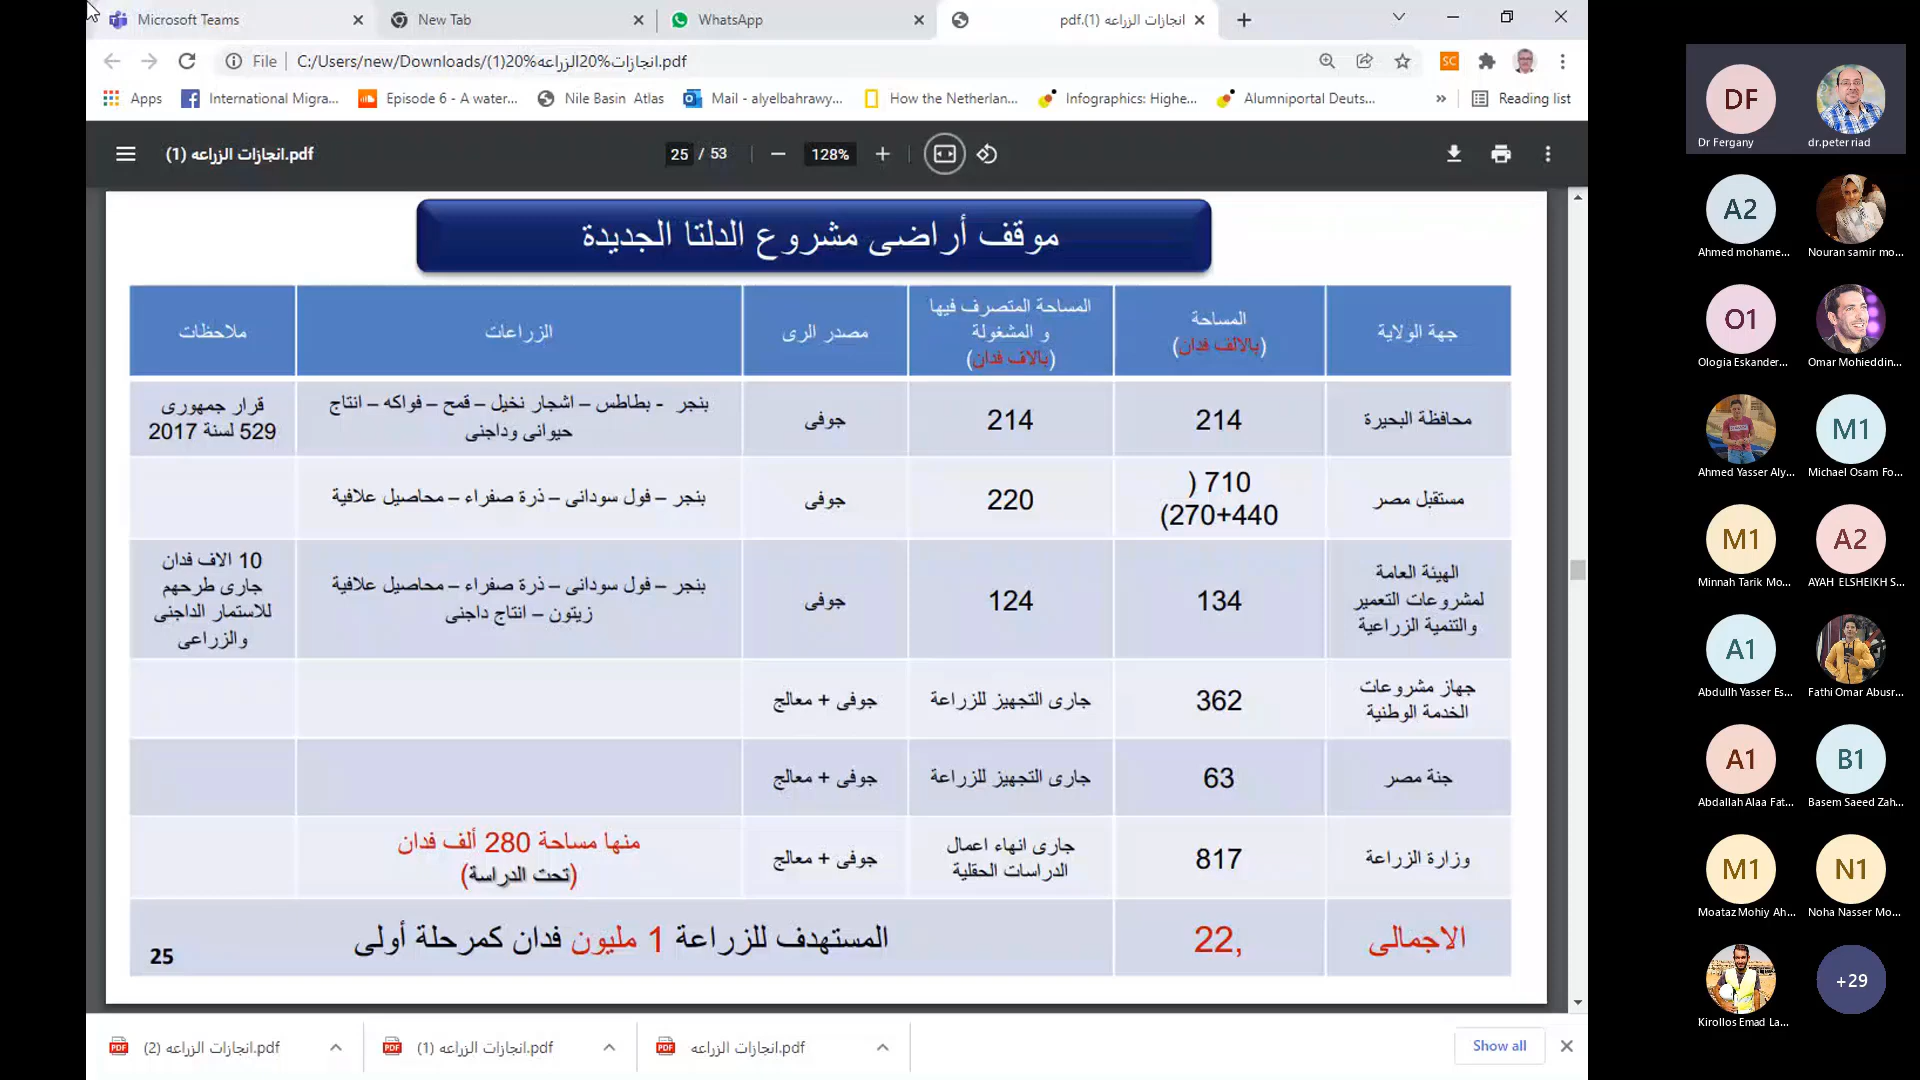 Microsoft Teams
New Tab
WhatsApp
انجازات الزراعه (1).pdf
File
C:/Users/new/Downloads/انجازات%20الزراعه%20(1).pdf
Apps
International Migra...
Episode 6 - A water...
Nile Basin Atlas
Mail - alyelbahrawy...
How the Netherlan...
Infographics: Highe...
Alumniportal Deuts...
»
Reading list
انجازات الزراعه (1).pdf
25 / 53
128%
موقف أراضى مشروع الدلتا الجديدة
جهة الولاية
المساحة
(بالالف فدان)
المساحة المتصرف فيها
و المشغولة
(بالاف فدان)
مصدر الرى
الزراعات
ملاحظات
محافظة البحيرة
214
214
جوفى
بنجر - بطاطس – اشجار نخيل – قمح – فواكه – انتاج
حيوانى وداجنى
قرار جمهورى
529 لسنة 2017
مستقبل مصر
710 (
270+440)
220
جوفى
بنجر – فول سودانى – ذرة صفراء – محاصيل علافية
الهيئة العامة
لمشروعات التعمير
والتنمية الزراعية
134
124
جوفى
بنجر – فول سودانى – ذرة صفراء – محاصيل علافية
زيتون – انتاج داجنى
10 الاف فدان
جارى طرحهم
للاستمار الداجنى
والزراعى
جهاز مشروعات
الخدمة الوطنية
362
جارى التجهيز للزراعة
جوفى + معالج
جنة مصر
63
جارى التجهيز للزراعة
جوفى + معالج
وزارة الزراعة
817
جارى انهاء اعمال
الدراسات الحقلية
جوفى + معالج
منها مساحة 280 ألف فدان
(تحت الدراسة)
الاجمالى
22,
المستهدف للزراعة 1 مليون فدان كمرحلة أولى
25
انجازات الزراعه (2).pdf
انجازات الزراعه (1).pdf
انجازات الزراعه.pdf
Show all
DF
Dr Fergany
dr.peter riad
A2
Ahmed mohame...
Nouran samir mo...
O1
Ologia Eskander...
Omar Mohieddin...
Ahmed Yasser Aly...
M1
Michael Osam Fo...
M1
Minnah Tarik Mo...
A2
AYAH ELSHEIKH S...
A1
Abdullh Yasser Es...
Fathi Omar Abusr...
A1
Abdallah Alaa Fat...
B1
Basem Saeed Zah...
M1
Moataz Mohiy Ah...
N1
Noha Nasser Mo...
Kirollos Emad La...
+29